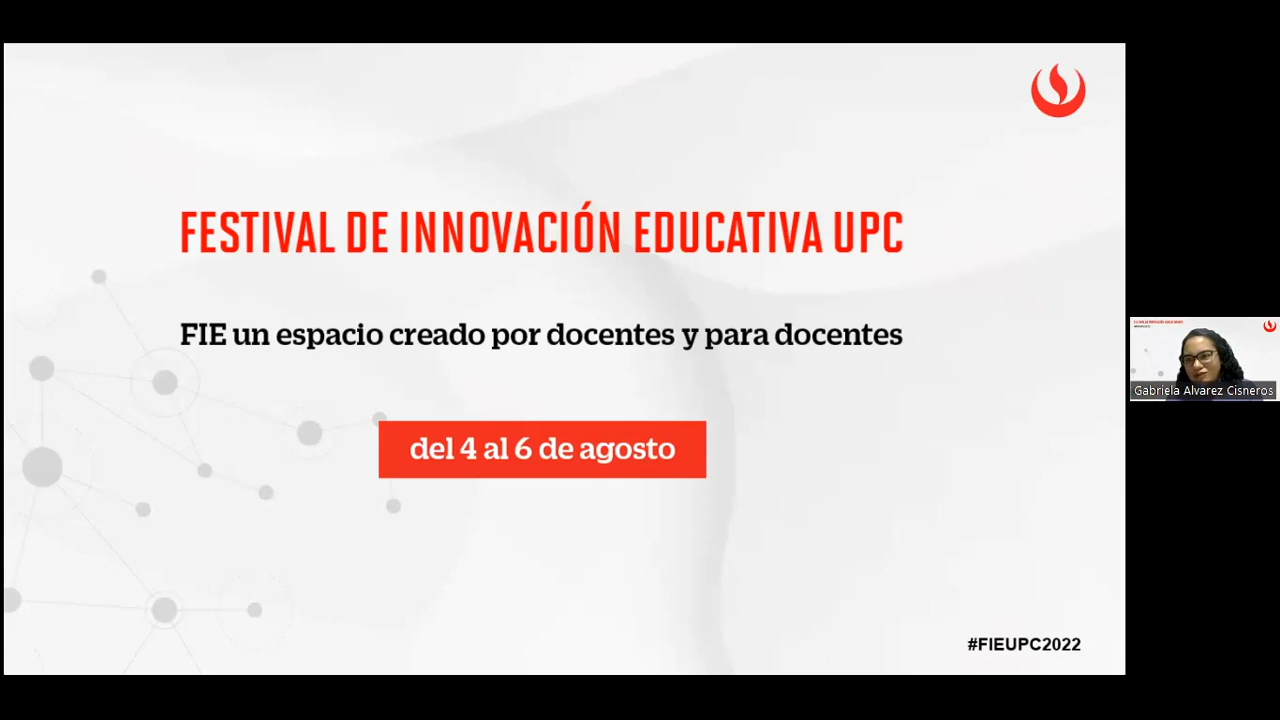 FESTIVAL DE INNOVACIÓN EDUCATIVA UPC
FIE un espacio creado por docentes y para docentes
del 4 al 6 de agosto
#FIEUPC2022
Gabriela Alvarez Cisneros